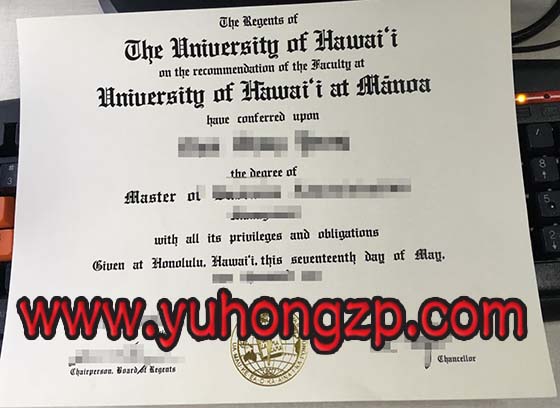 The Regents of
The University of Hawaiʻi
on the recommendation of the Faculty at
University of Hawaiʻi at Mānoa
have conferred upon
the degree of
Master of
with all its privileges and obligations
Given at Honolulu, Hawaiʻi, this seventeenth day of May,
www.yuhongzp.com
Chairperson, Board of Regents
Chancellor